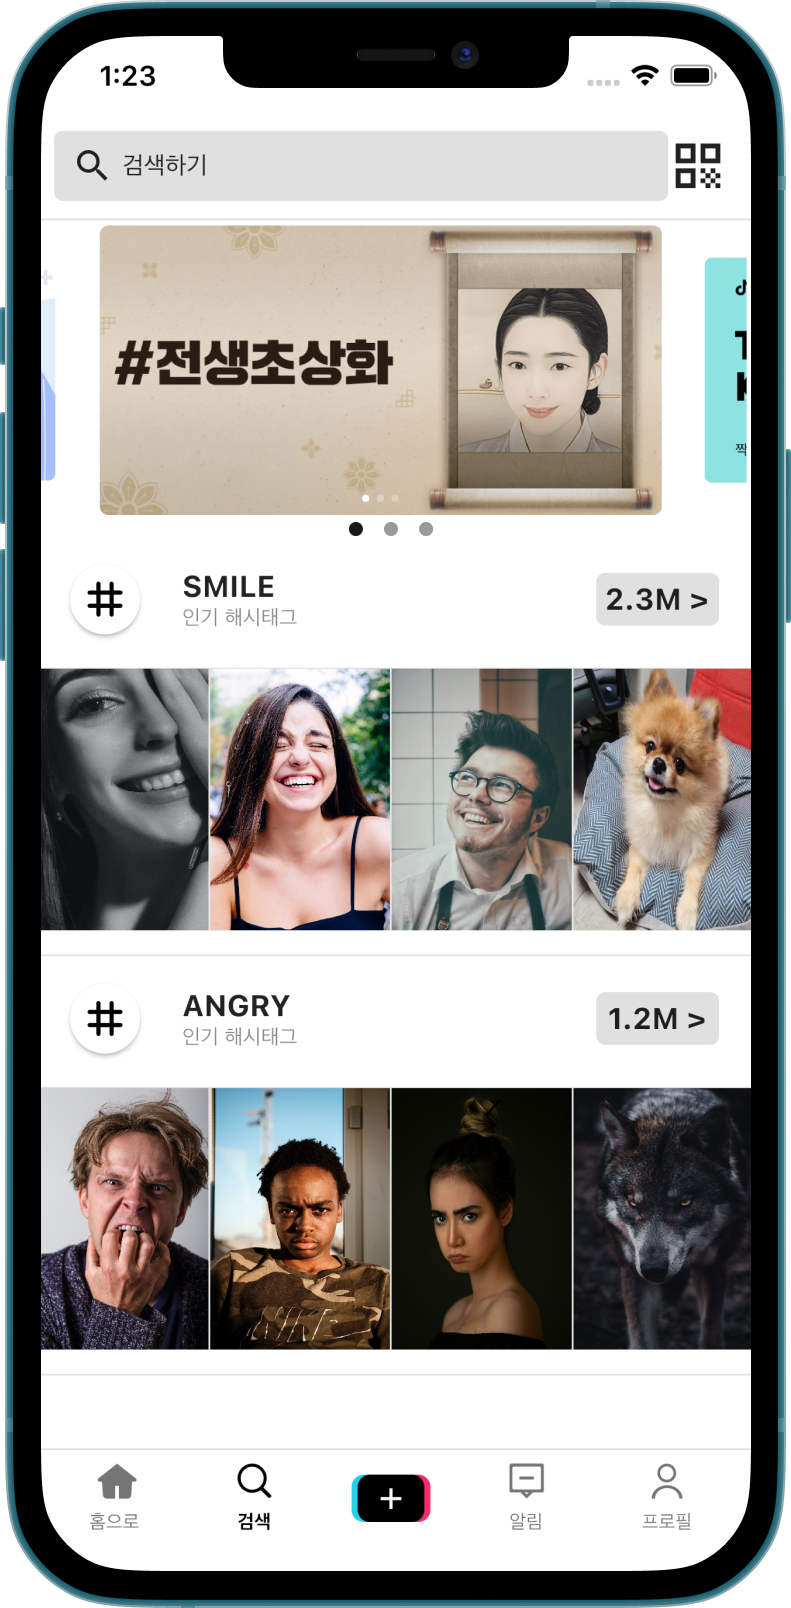 1:23
검색하기
#전생초상화
짝
SMILE
인기 해시태그
2.3M >
ANGRY
인기 해시태그
1.2M >
홈으로
검색
+
알림
프로필